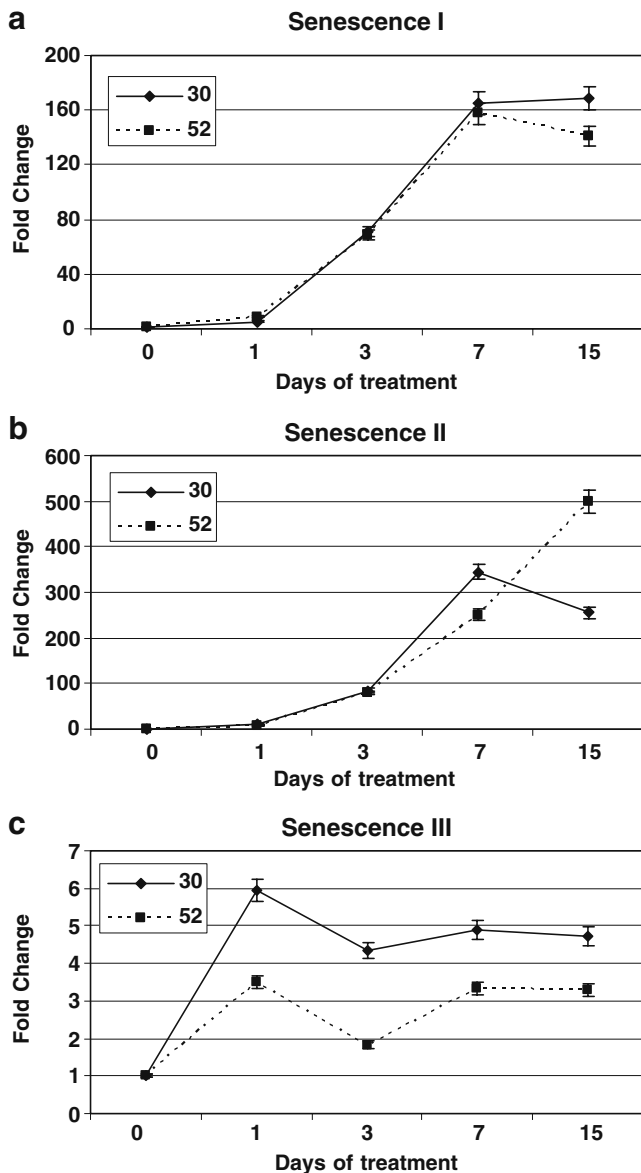 a
Senescence I
200
160
120
80
40
0
30
52
Fold Change
0 1 3 7 15
Days of treatment
b
Senescence II
600
500
400
300
200
100
0
30
52
Fold Change
0 1 3 7 15
Days of treatment
c
Senescence III
7
6
5
4
3
2
1
0
30
52
Fold Change
0 1 3 7 15
Days of treatment